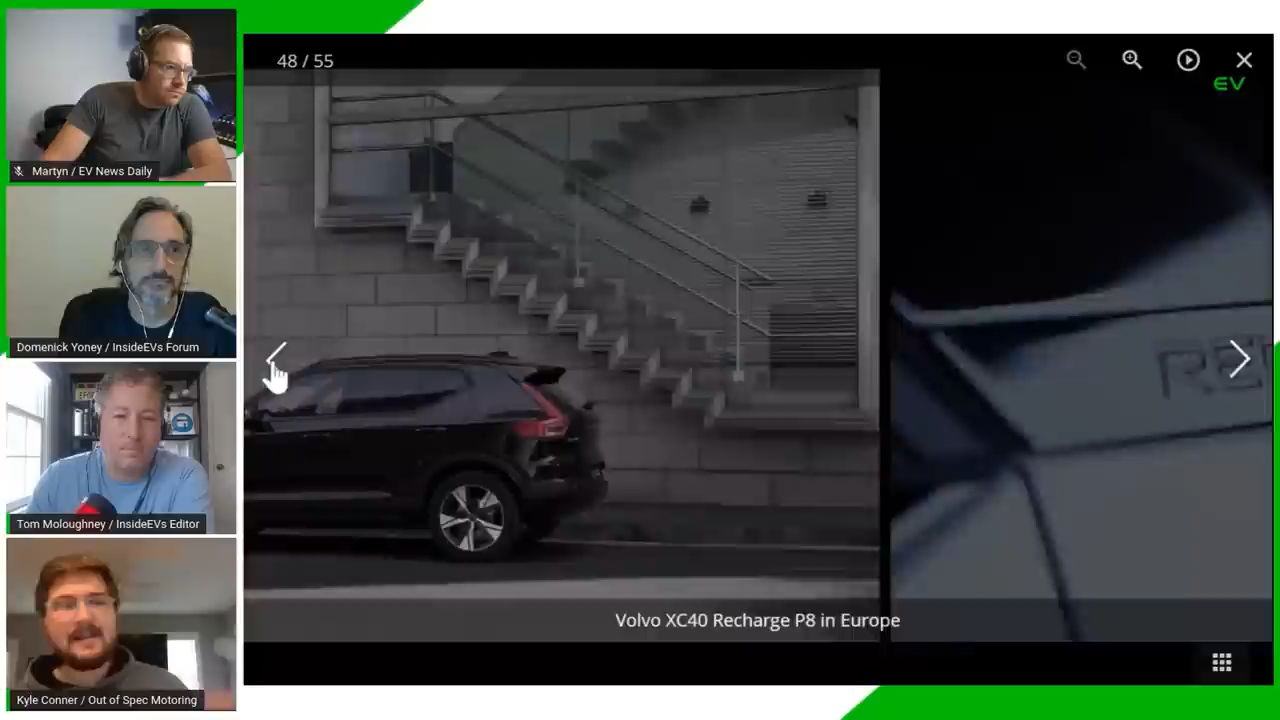 Martyn / EV News Daily
Domenick Yoney / InsideEVs Forum
Tom Moloughney / InsideEVs Editor
Kyle Conner / Out of Spec Motoring
48 / 55
EV
Volvo XC40 Recharge P8 in Europe